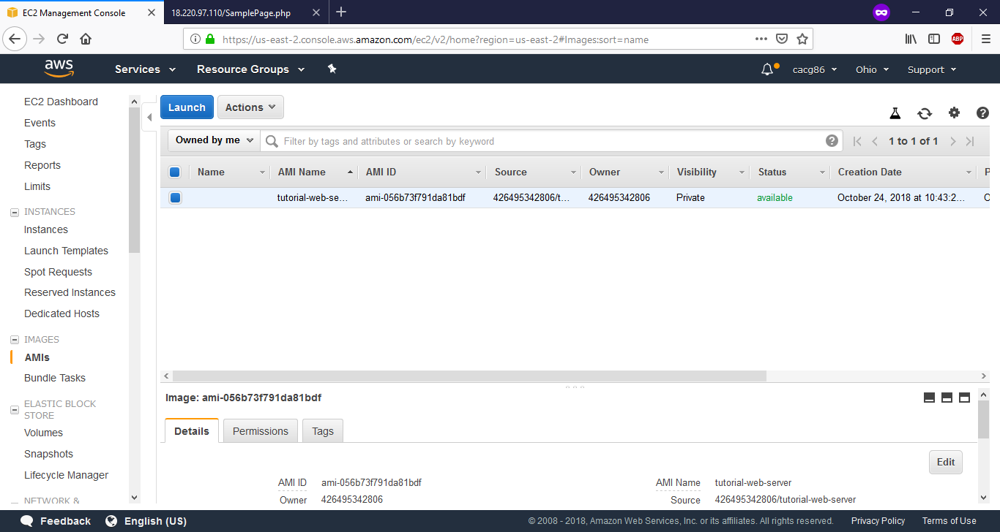 EC2 Management Console
18.220.97.110/SamplePage.php
https://us-east-2.console.aws.amazon.com/ec2/v2/home?region=us-east-2#Images:sort=name
ABP
aws
Services
Resource Groups
cacg86
Ohio
Support
EC2 Dashboard
Events
Tags
Reports
Limits
INSTANCES
Instances
Launch Templates
Spot Requests
Reserved Instances
Dedicated Hosts
IMAGES
AMIs
Bundle Tasks
ELASTIC BLOCK
STORE
Volumes
Snapshots
Lifecycle Manager
NETWORK &
Launch
Actions
Owned by me
Filter by tags and attributes or search by keyword
1 to 1 of 1
Name AMI Name AMI ID Source Owner Visibility Status Creation Date P
tutorial-web-se... ami-056b73f791da81bdf 426495342806/t... 426495342806 Private available October 24, 2018 at 10:43:2...
Image: ami-056b73f791da81bdf
Details
Permissions
Tags
Edit
AMI ID ami-056b73f791da81bdf AMI Name tutorial-web-server
Owner 426495342806 Source 426495342806/tutorial-web-server
Feedback
English (US)
© 2008 - 2018, Amazon Web Services, Inc. or its affiliates. All rights reserved.
Privacy Policy
Terms of Use